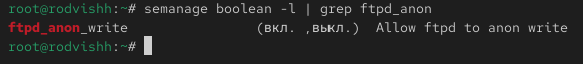 root@rodvishh:~# semanage boolean -l | grep ftpd_anon
ftpd_anon_write (вкл. ,выкл.) Allow ftpd to anon write
root@rodvishh:~#